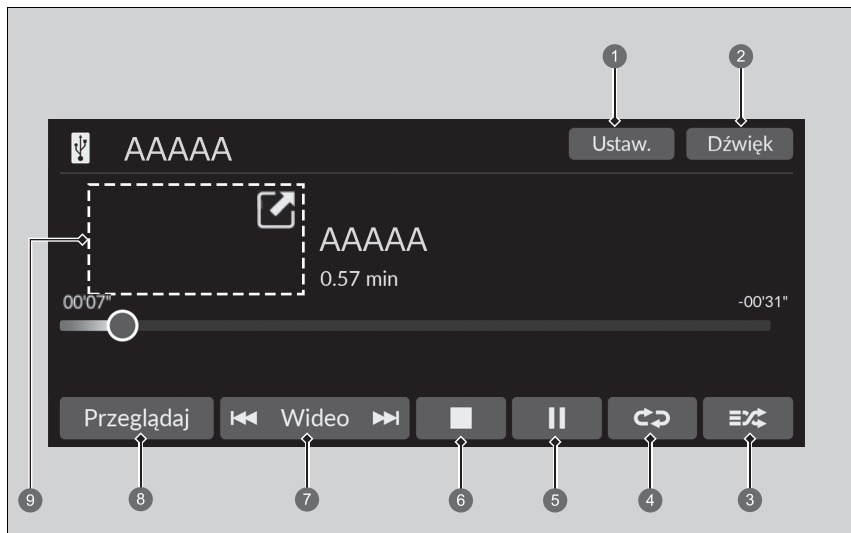 1 2
AAAAA Ustaw. Dźwięk
AAAAA
0.57 min
00'07" -00'31"
Przeglądaj Wideo
9 8 7 6 5 4 3